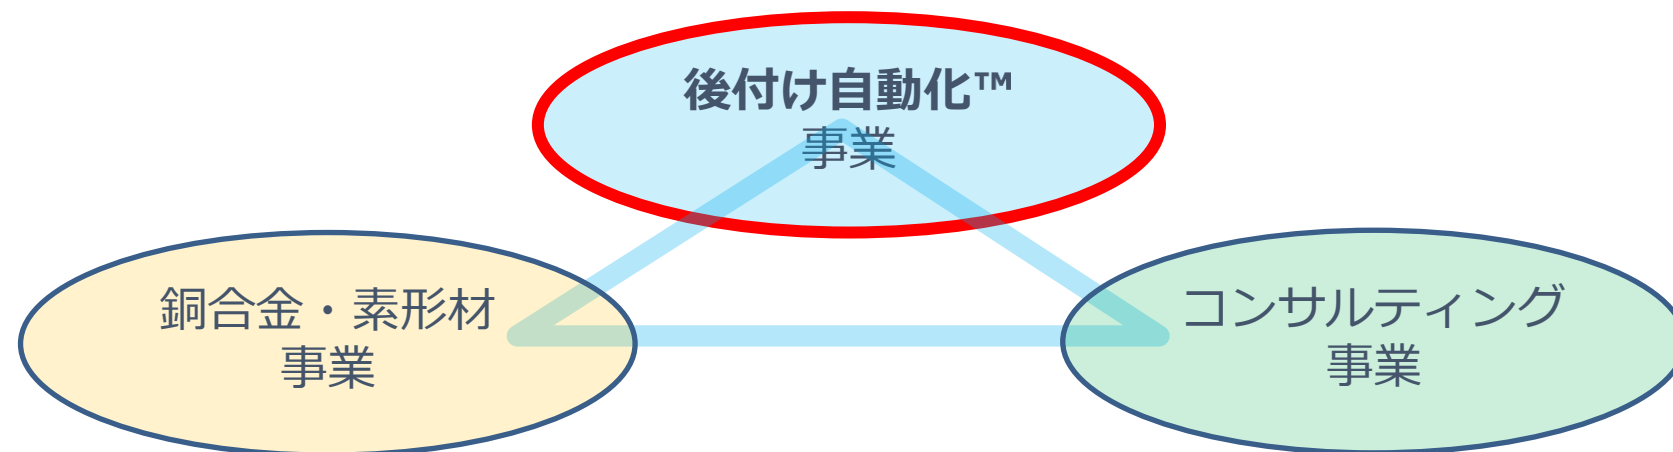 後付け自動化™
事業
銅合金・素形材
事業
コンサルティング
事業